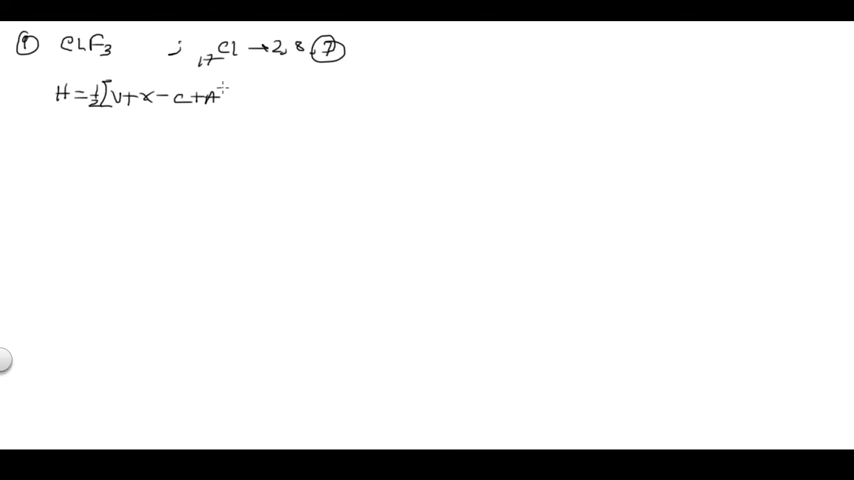 ① ClF₃ ; ₁₇Cl → 2, 8, 7
H = ½[V+X-C+A